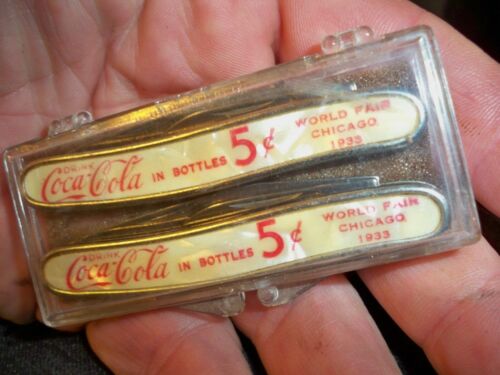 DRINK
Coca-Cola IN BOTTLES 5¢ WORLD FAIR
CHICAGO
1933
DRINK
Coca-Cola IN BOTTLES 5¢ WORLD FAIR
CHICAGO
1933